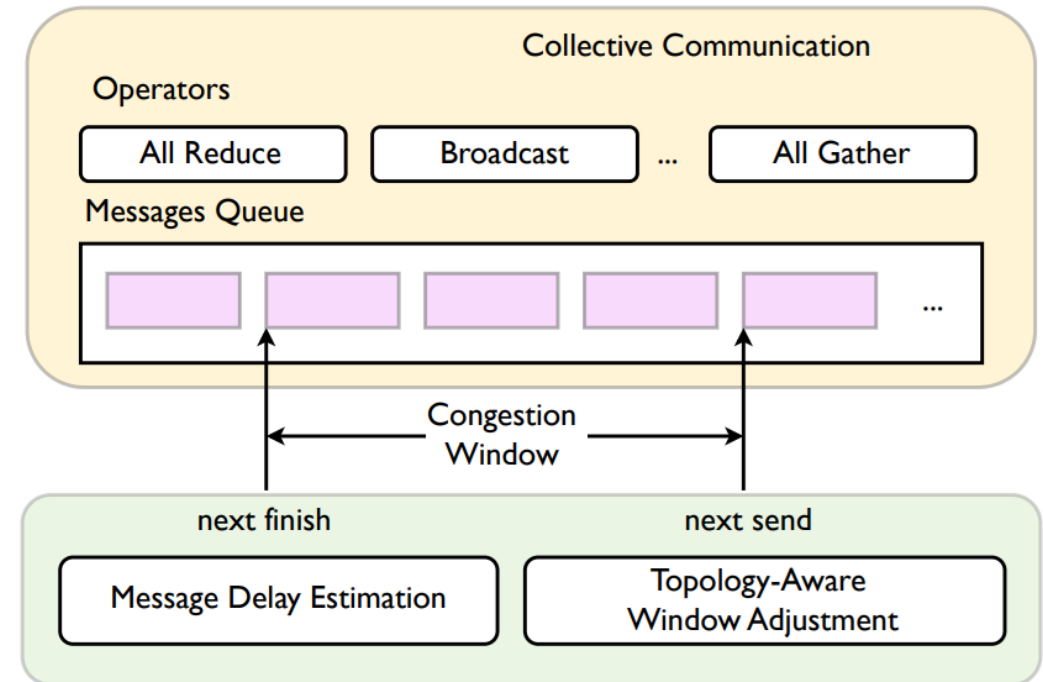 Collective Communication
Operators
All Reduce
Broadcast
...
All Gather
Messages Queue
...
Congestion
Window
next finish
next send
Message Delay Estimation
Topology-Aware
Window Adjustment